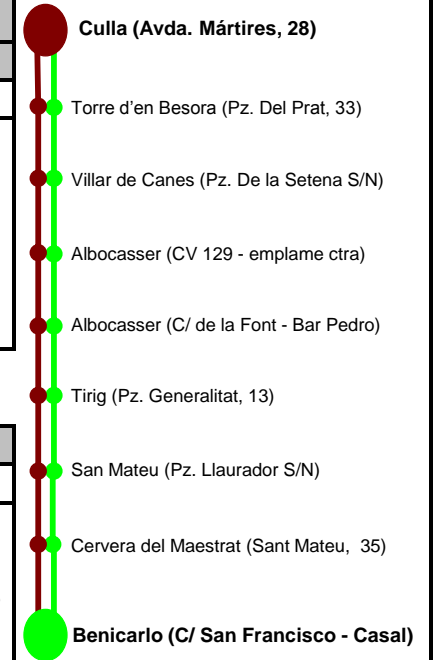 Culla (Avda. Mártires, 28)
Torre d'en Besora (Pz. Del Prat, 33)
Villar de Canes (Pz. De la Setena S/N)
Albocasser (CV 129 - emplame ctra)
Albocasser (C/ de la Font - Bar Pedro)
Tirig (Pz. Generalitat, 13)
San Mateu (Pz. Llaurador S/N)
Cervera del Maestrat (Sant Mateu, 35)
Benicarlo (C/ San Francisco - Casal)